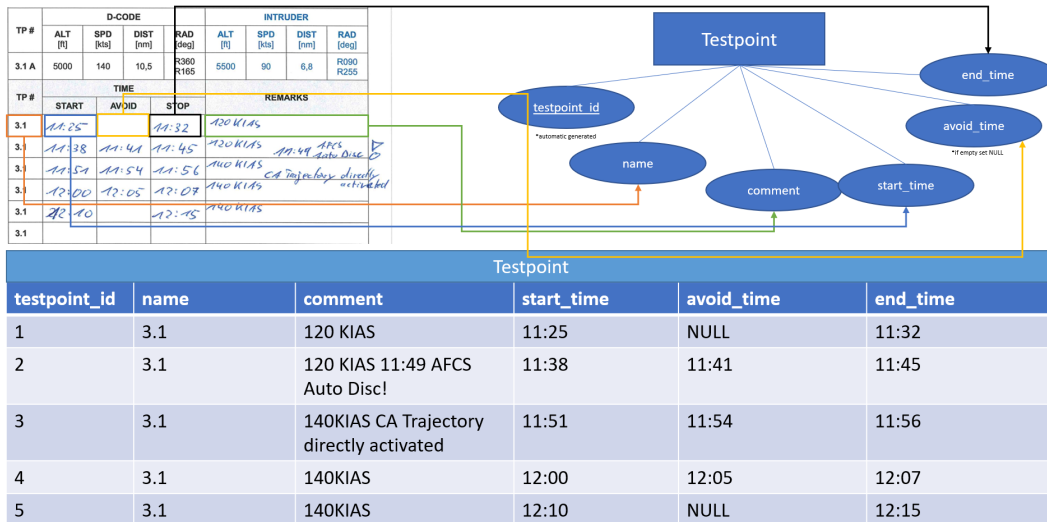 D-CODE INTRUDER
TP # ALT [ft] SPD [kts] DIST [nm] RAD [deg] ALT [ft] SPD [kts] DIST [nm] RAD [deg]
3.1 A 5000 140 10,5 R360 R165 5500 90 6,8 R090 R255
TP # TIME REMARKS
START AVOID STOP
3.1 11:25 11:32 120 KIAS
3.1 11:38 11:41 11:45 120 KIAS 11:49 AFCS Auto Disc
3.1 11:51 11:54 11:56 140 KIAS CA Trajectory directly activated
3.1 12:00 12:05 12:07 140 KIAS
3.1 12:10 12:15 140 KIAS
3.1
Testpoint
end_time
testpoint_id
*automatic generated
avoid_time
*if empty set NULL
name
comment
start_time
Testpoint
testpoint_id name comment start_time avoid_time end_time
1 3.1 120 KIAS 11:25 NULL 11:32
2 3.1 120 KIAS 11:49 AFCS Auto Disc! 11:38 11:41 11:45
3 3.1 140KIAS CA Trajectory directly activated 11:51 11:54 11:56
4 3.1 140KIAS 12:00 12:05 12:07
5 3.1 140KIAS 12:10 NULL 12:15